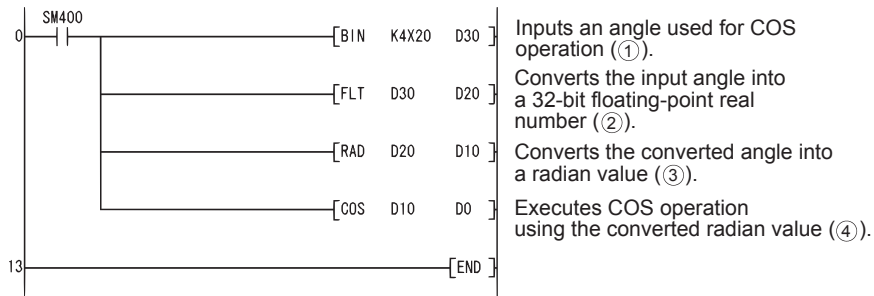 SM400
0 [BIN K4X20 D30 ] Inputs an angle used for COS
operation (①).
[FLT D30 D20 ] Converts the input angle into
a 32-bit floating-point real
number (②).
[RAD D20 D10 ] Converts the converted angle into
a radian value (③).
[COS D10 D0 ] Executes COS operation
using the converted radian value (④).
13 [END ]